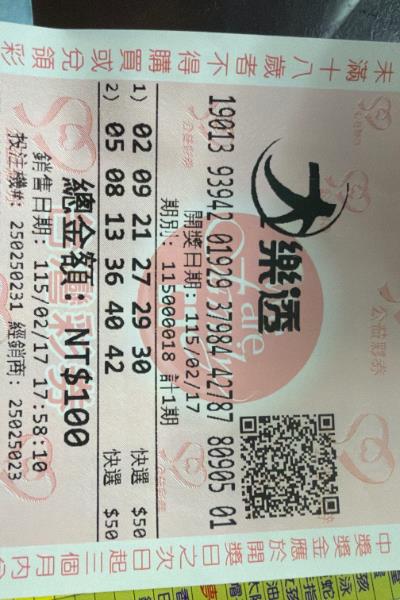 未滿十八歲者不得購買或兌領彩
大樂透
19013 93942 01929 37984 42787 80905 01
開獎日期: 115/02/17
期別: 115000018 計1期
1) 02 09 21 27 29 30 快選 $50
2) 05 08 13 36 40 42 快選 $50
總金額: NT$100
銷售日期: 115/02/17 17:58:10
投注機#: 250250231 經銷商: 25025023
中獎獎金應於開獎日之次日起三個月內
公益彩券